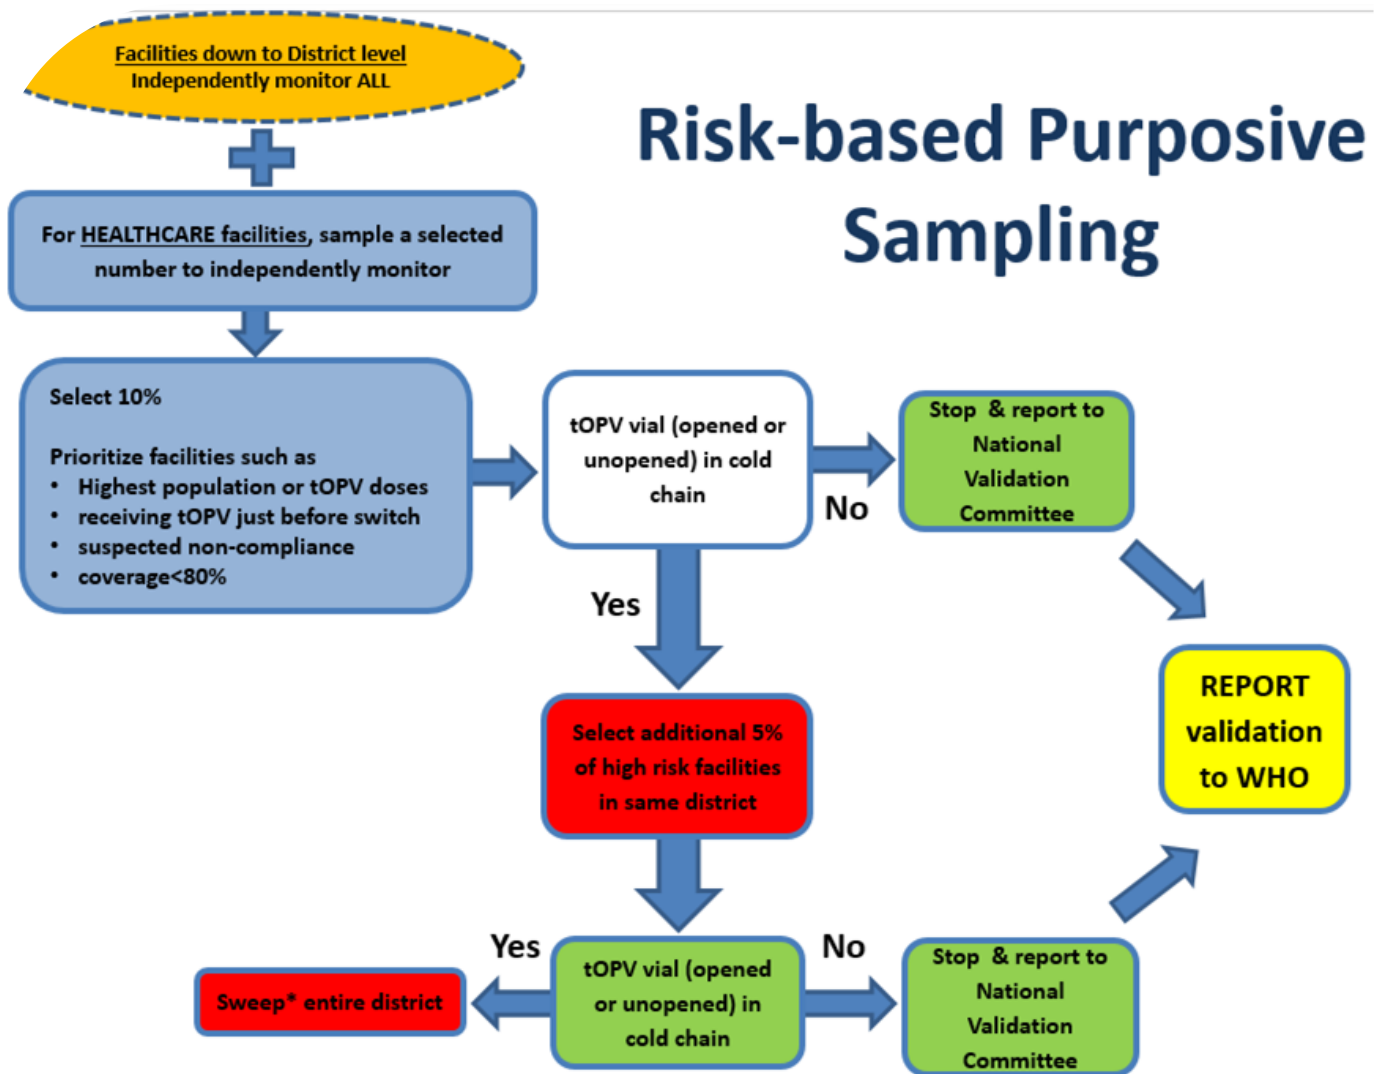 Facilities down to District level
Independently monitor ALL
Risk-based Purposive
Sampling
For HEALTHCARE facilities, sample a selected
number to independently monitor
Select 10%
Prioritize facilities such as
• Highest population or tOPV doses
• receiving tOPV just before switch
• suspected non-compliance
• coverage<80%
tOPV vial (opened or
unopened) in cold
chain
No
Stop & report to
National
Validation
Committee
Yes
Select additional 5%
of high risk facilities
in same district
REPORT
validation
to WHO
Yes
Sweep* entire district
tOPV vial (opened
or unopened) in
cold chain
No
Stop & report to
National
Validation
Committee